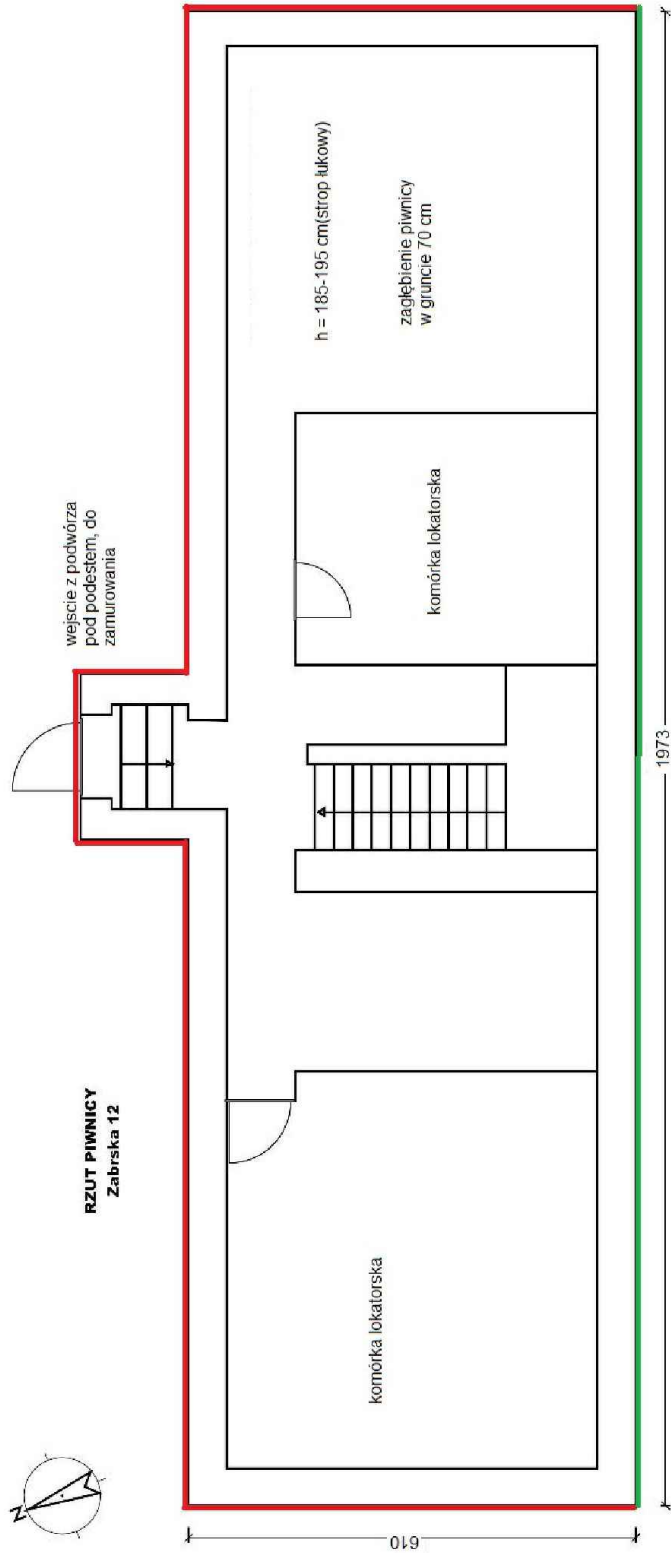 N
RZUT PIWNICY
Zabrska 12
wejscie z podwórza
pod podestem, do
zamurowania
h = 185-195 cm(strop łukowy)
zagłębienie piwnicy
w gruncie 70 cm
komórka lokatorska
komórka lokatorska
610
1973